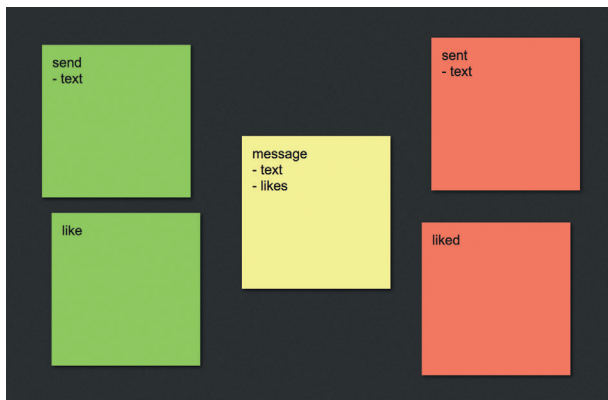 send
- text
like
message
- text
- likes
sent
- text
liked